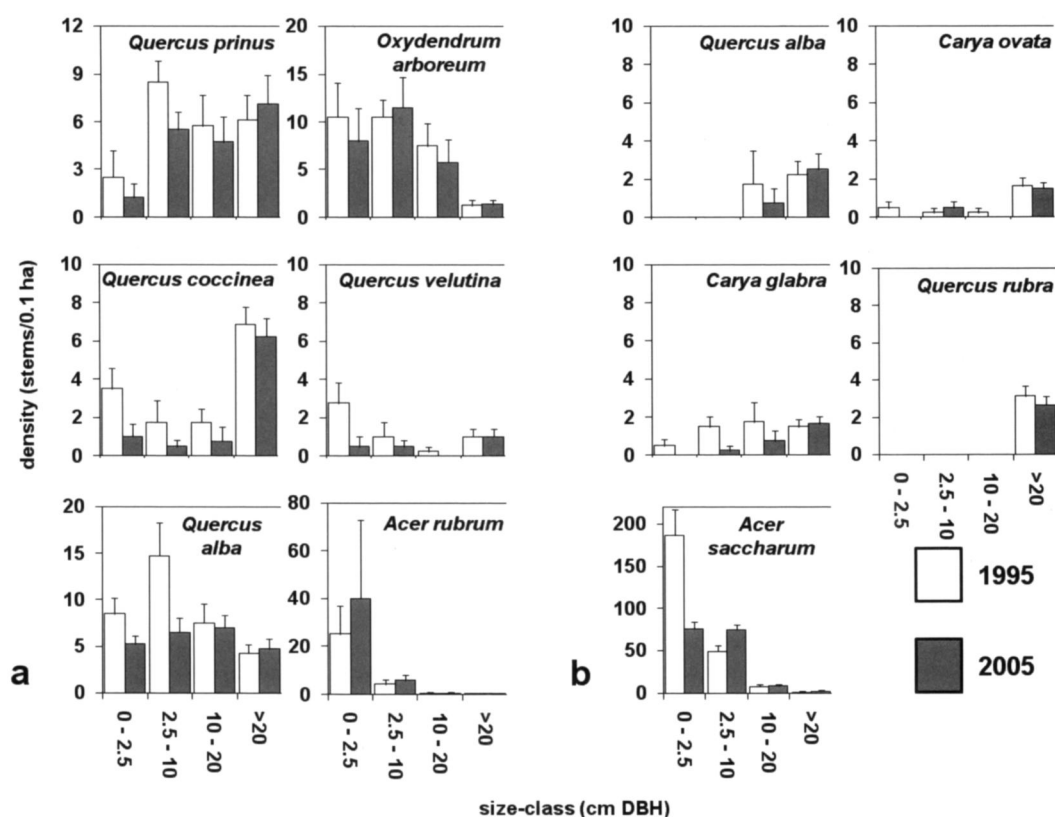 12
9
6
3
0
Quercus prinus
20
15
10
5
0
Oxydendrum
arboreum
10
8
6
4
2
0
Quercus alba
10
8
6
4
2
0
Carya ovata
density (stems/0.1 ha)
10
8
6
4
2
0
Quercus coccinea
10
8
6
4
2
0
Quercus velutina
10
8
6
4
2
0
Carya glabra
10
8
6
4
2
0
Quercus rubra
0 - 2.5
2.5 - 10
10 - 20
>20
20
15
10
5
0
Quercus
alba
80
60
40
20
0
Acer rubrum
200
150
100
50
0
Acer
saccharum
1995
2005
a
b
0 - 2.5
2.5 - 10
10 - 20
>20
0 - 2.5
2.5 - 10
10 - 20
>20
0 - 2.5
2.5 - 10
10 - 20
>20
size-class (cm DBH)